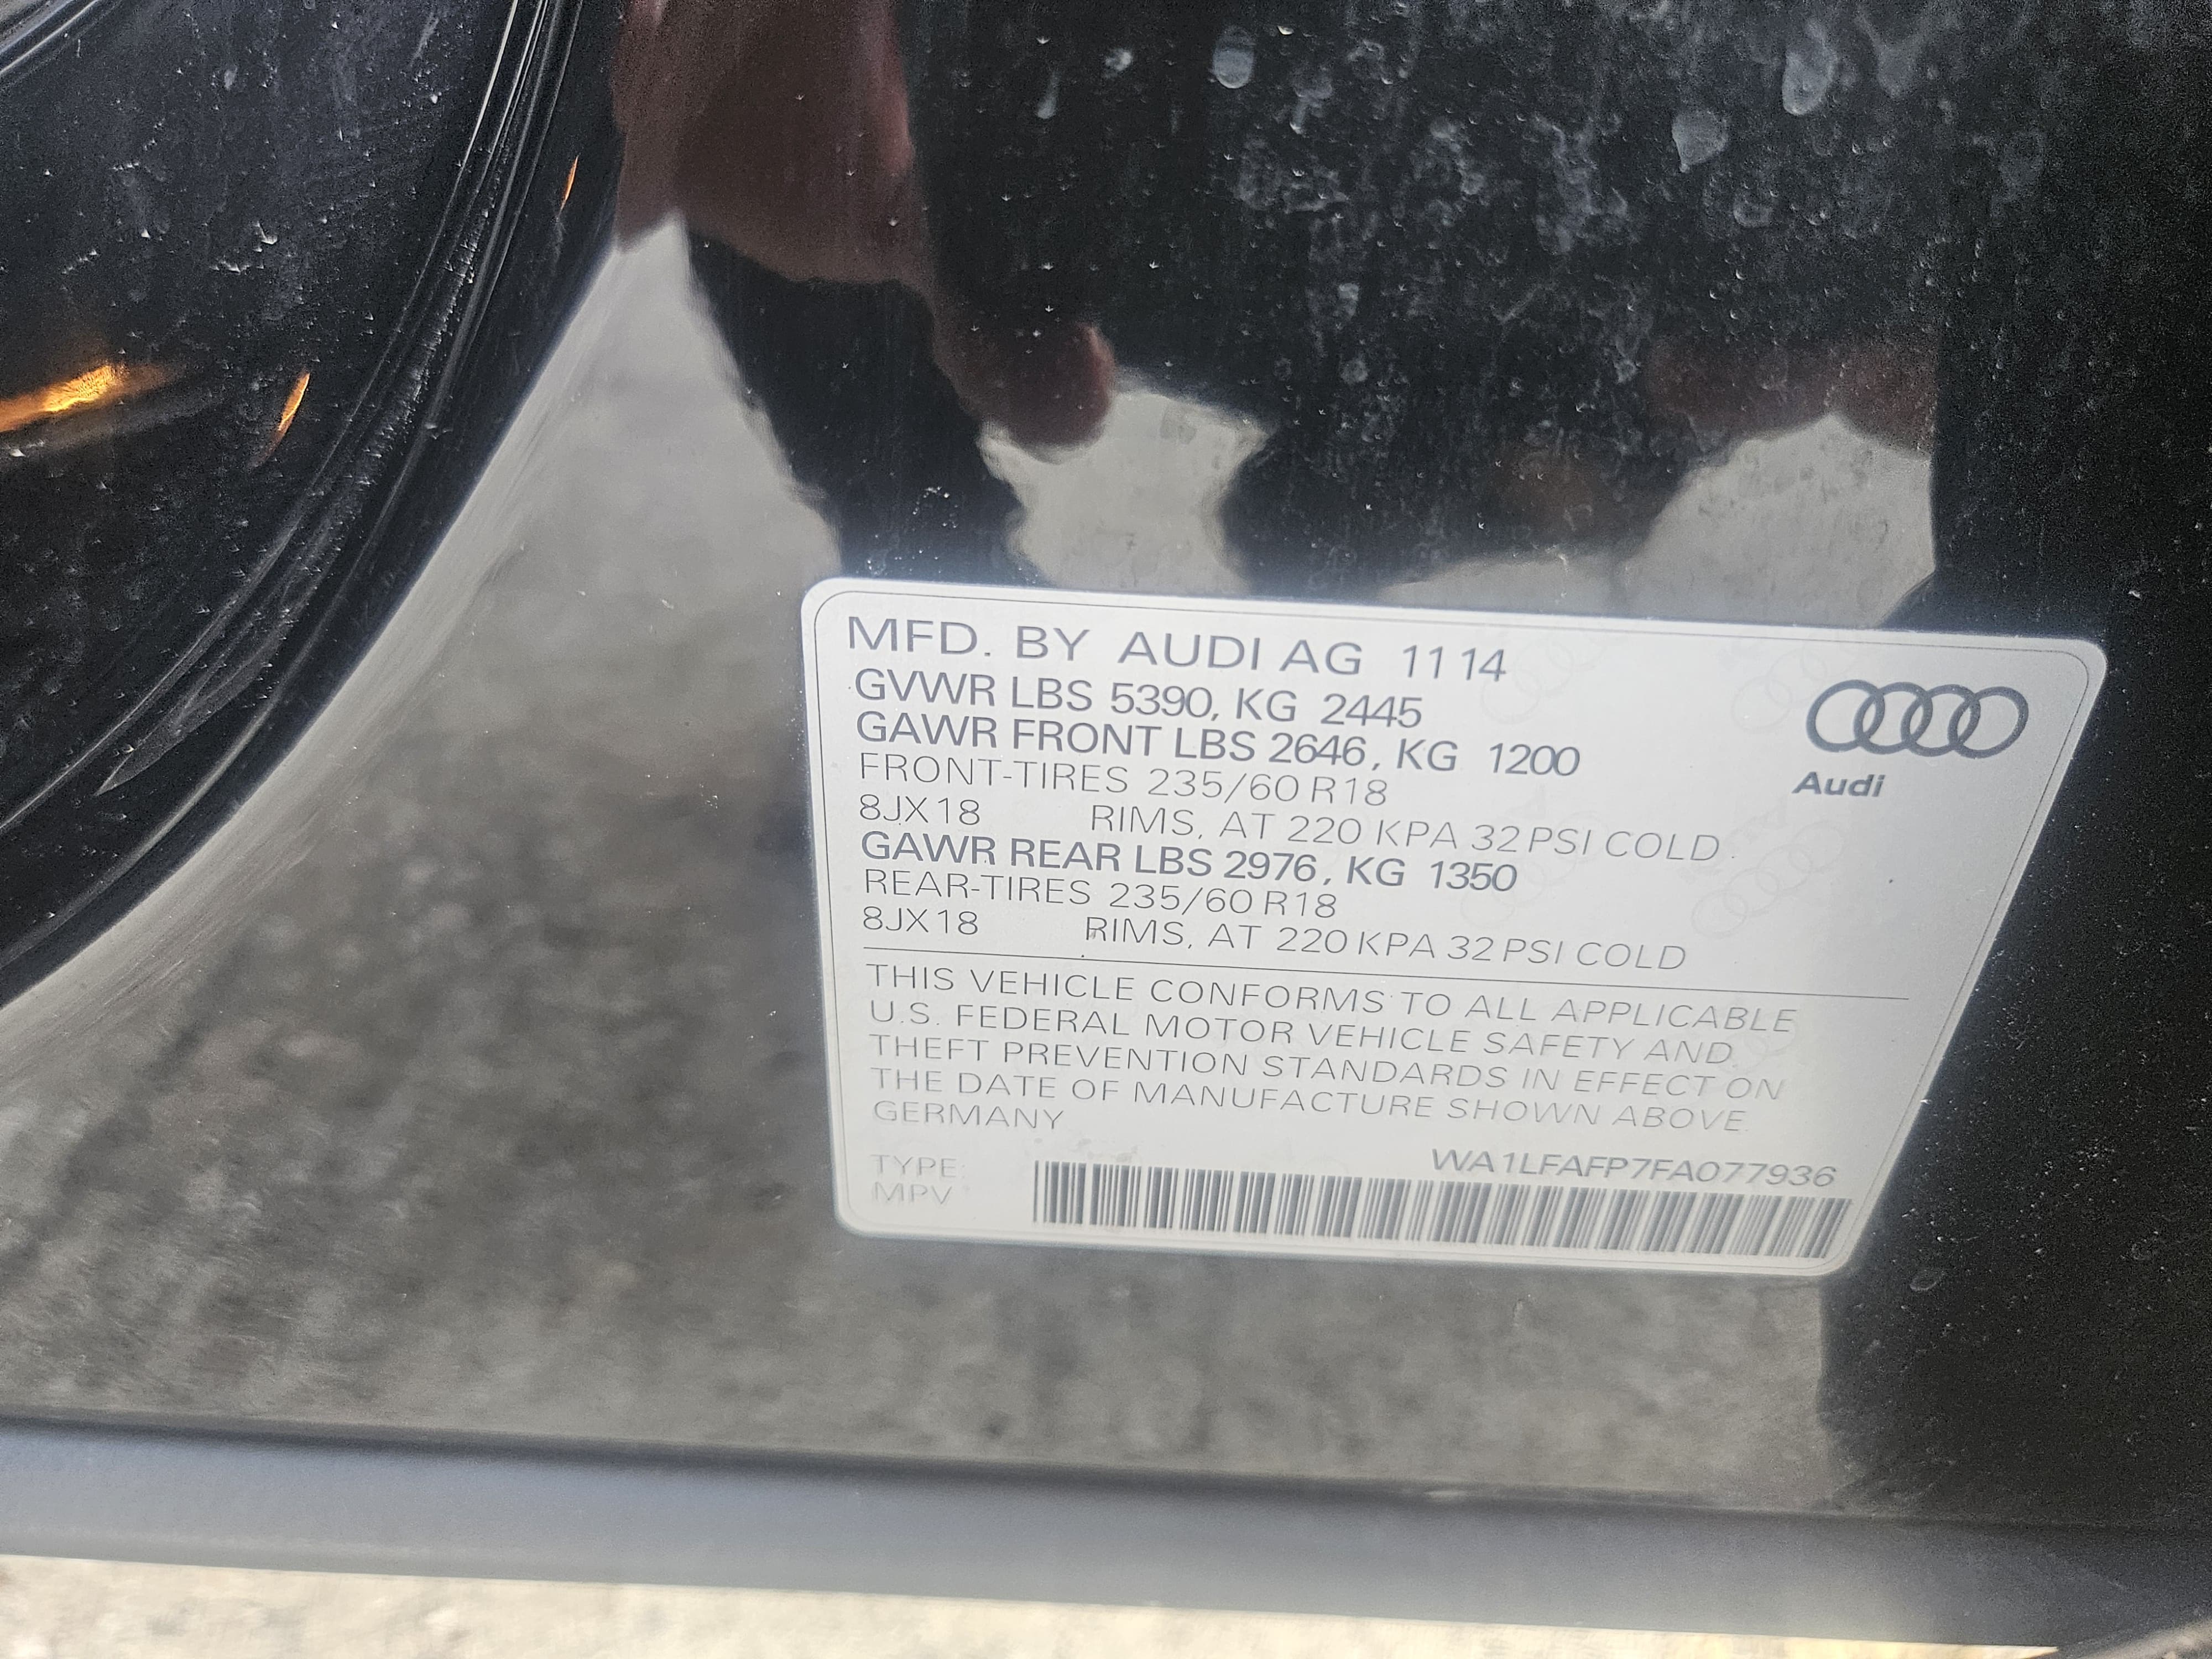 MFD. BY AUDI AG 11 14
GVWR LBS 5390, KG 2445
GAWR FRONT LBS 2646, KG 1200
FRONT-TIRES 235/60 R18
8JX18 RIMS, AT 220 KPA 32 PSI COLD
GAWR REAR LBS 2976, KG 1350
REAR-TIRES 235/60 R18
8JX18 RIMS, AT 220 KPA 32 PSI COLD
Audi
THIS VEHICLE CONFORMS TO ALL APPLICABLE
U.S. FEDERAL MOTOR VEHICLE SAFETY AND
THEFT PREVENTION STANDARDS IN EFFECT ON
THE DATE OF MANUFACTURE SHOWN ABOVE.
GERMANY
TYPE:
MPV
WA1LFAFP7FA077936